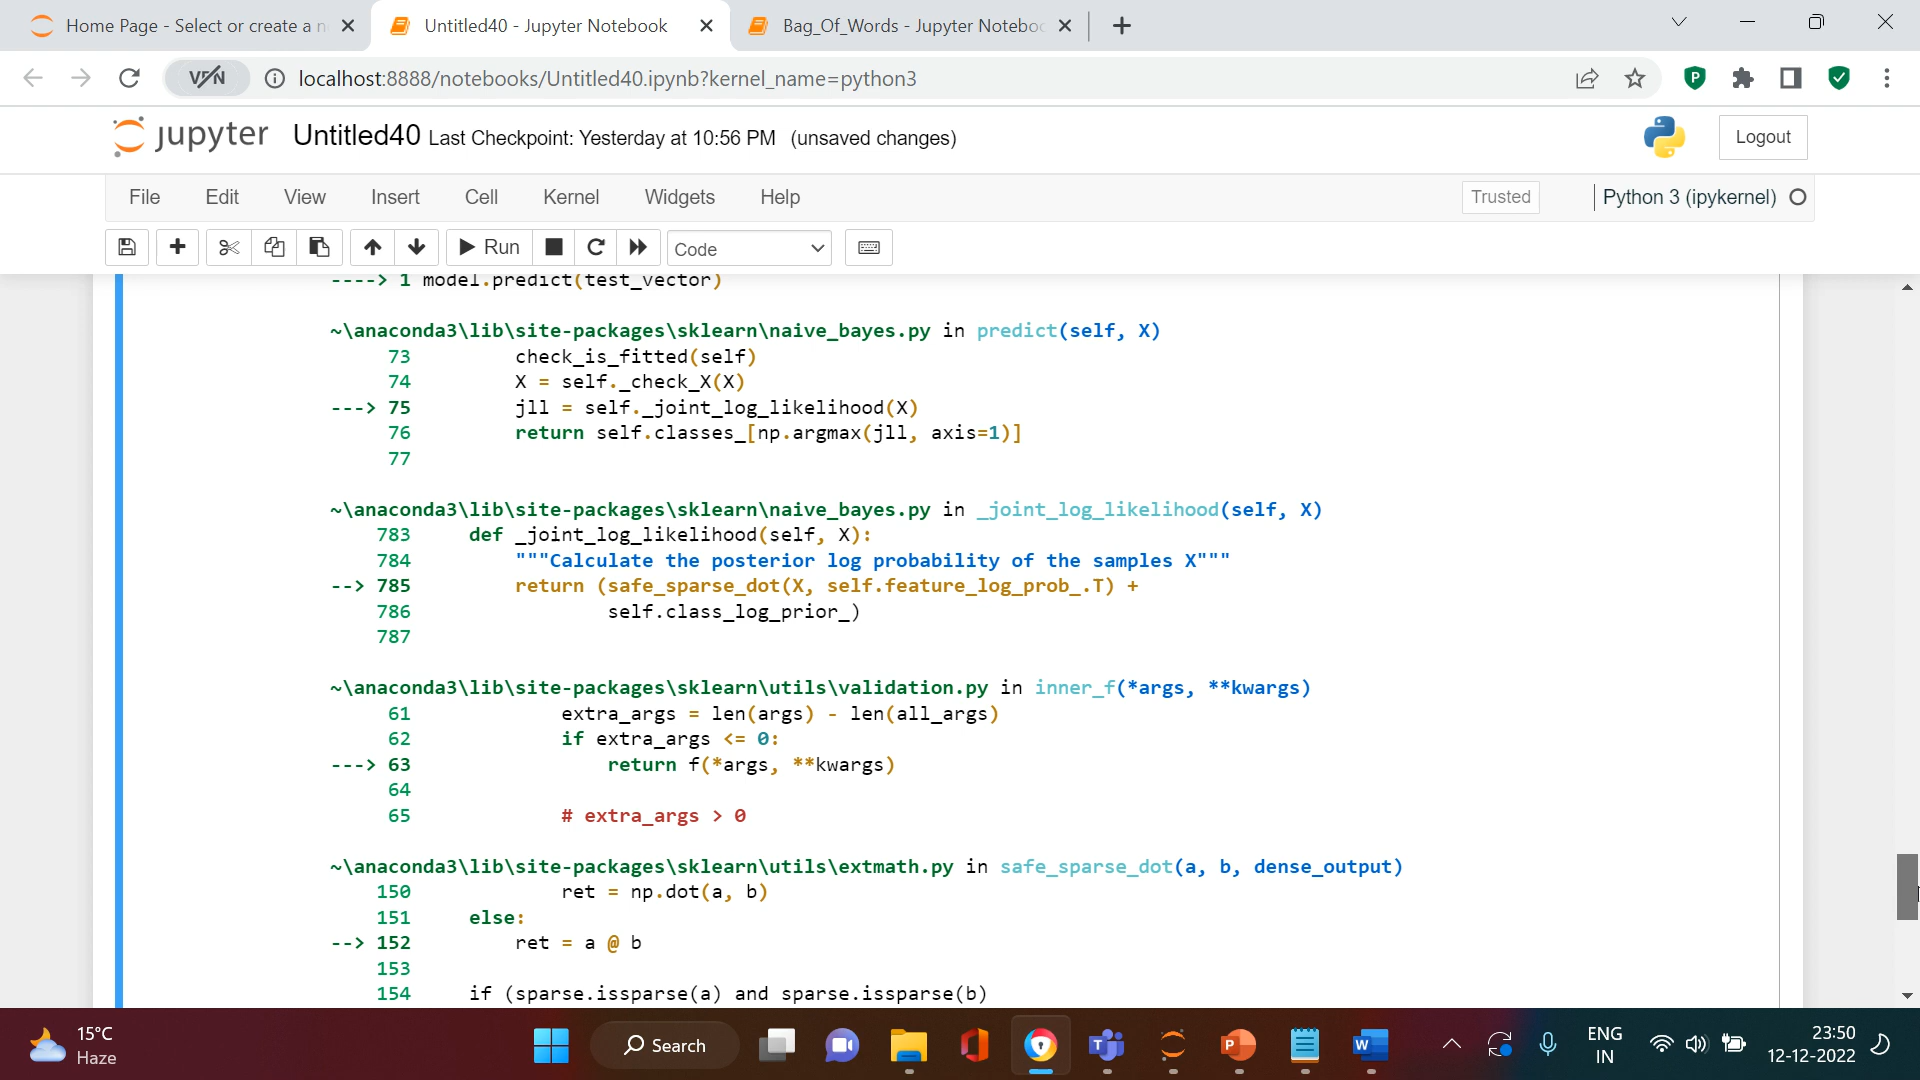 Home Page - Select or create a n
Untitled40 - Jupyter Notebook
Bag_Of_Words - Jupyter Noteboo
VPN
localhost:8888/notebooks/Untitled40.ipynb?kernel_name=python3
jupyter Untitled40 Last Checkpoint: Yesterday at 10:56 PM (unsaved changes)
Logout
File Edit View Insert Cell Kernel Widgets Help
Trusted
Python 3 (ipykernel)
Run
Code
----> 1 model.predict(test_vector)
~\anaconda3\lib\site-packages\sklearn\naive_bayes.py in predict(self, X)
73 check_is_fitted(self)
74 X = self._check_X(X)
---> 75 jll = self._joint_log_likelihood(X)
76 return self.classes_[np.argmax(jll, axis=1)]
77
~\anaconda3\lib\site-packages\sklearn\naive_bayes.py in _joint_log_likelihood(self, X)
783 def _joint_log_likelihood(self, X):
784 """Calculate the posterior log probability of the samples X"""
--> 785 return (safe_sparse_dot(X, self.feature_log_prob_.T) +
786 self.class_log_prior_)
787
~\anaconda3\lib\site-packages\sklearn\utils\validation.py in inner_f(*args, **kwargs)
61 extra_args = len(args) - len(all_args)
62 if extra_args <= 0:
---> 63 return f(*args, **kwargs)
64
65 # extra_args > 0
~\anaconda3\lib\site-packages\sklearn\utils\extmath.py in safe_sparse_dot(a, b, dense_output)
150 ret = np.dot(a, b)
151 else:
--> 152 ret = a @ b
153
154 if (sparse.issparse(a) and sparse.issparse(b)
15°C
Haze
Search
ENG
IN
23:50
12-12-2022